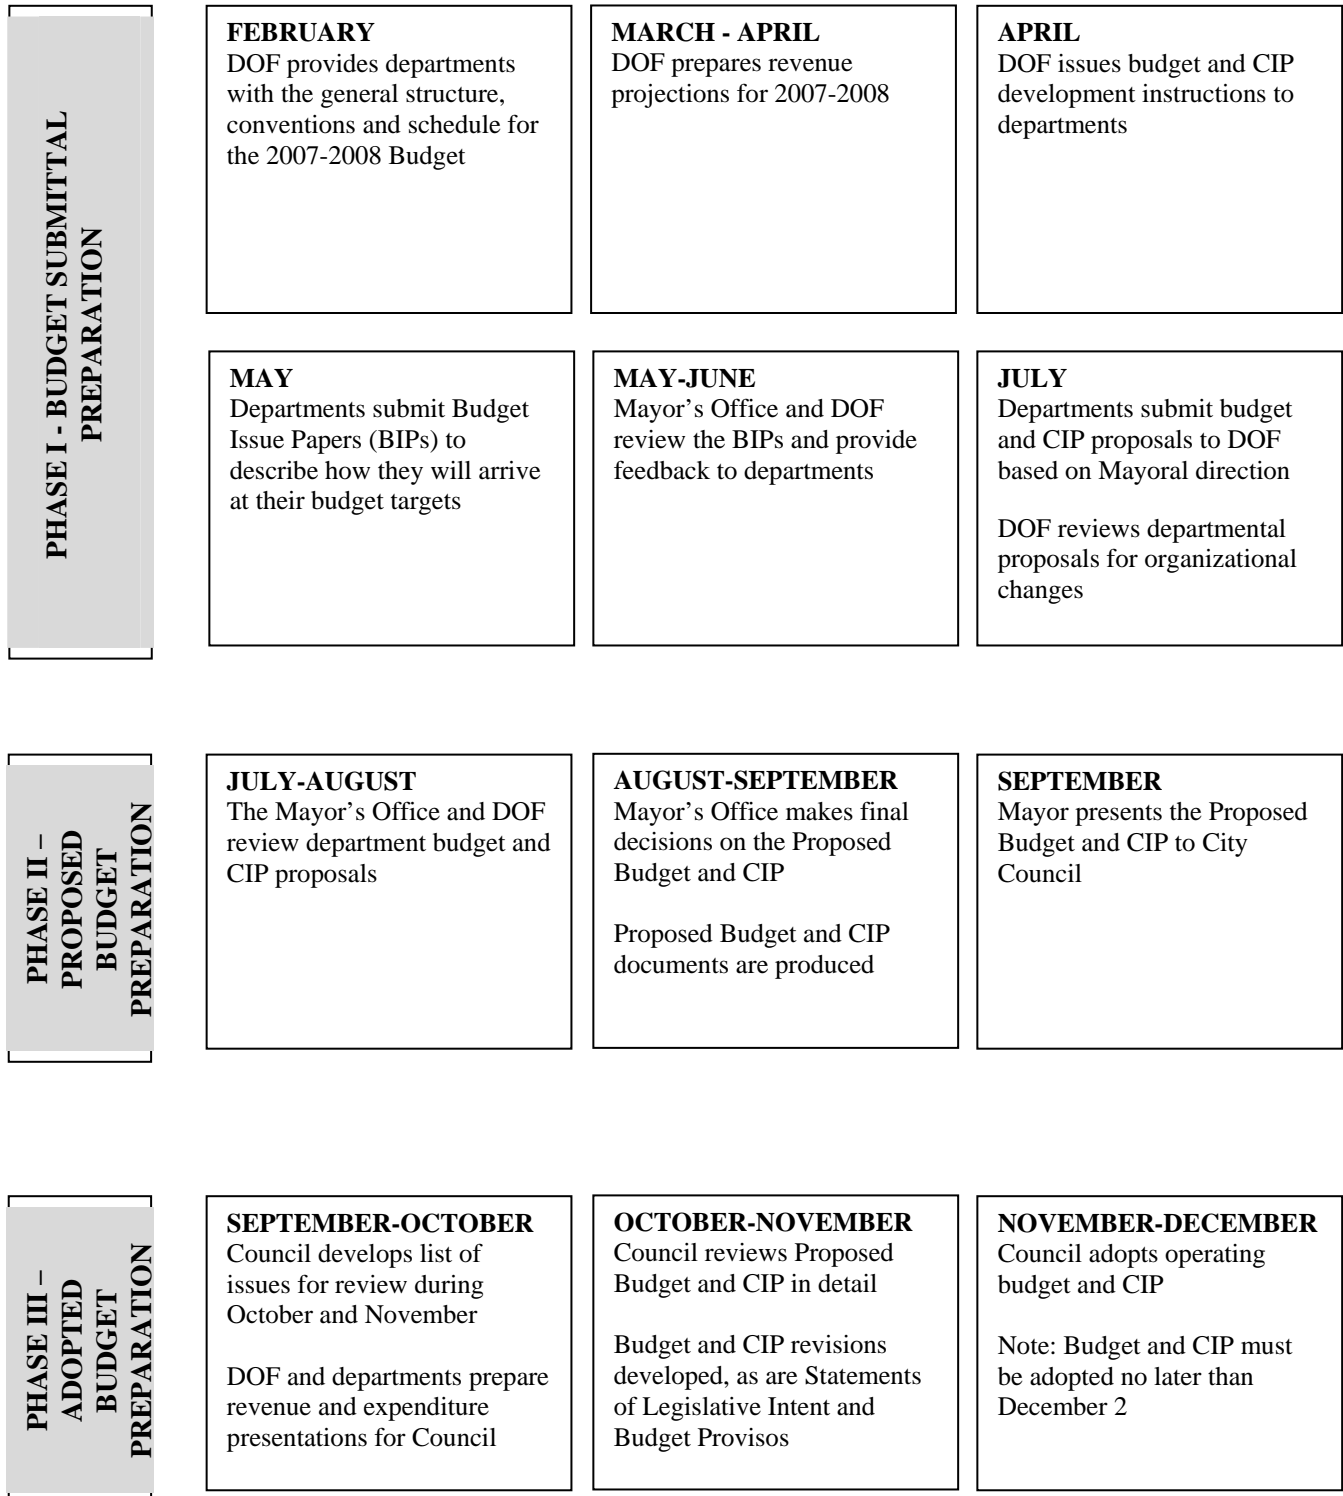 PHASE I - BUDGET SUBMITTAL
PREPARATION
FEBRUARY
DOF provides departments
with the general structure,
conventions and schedule for
the 2007-2008 Budget
MARCH - APRIL
DOF prepares revenue
projections for 2007-2008
APRIL
DOF issues budget and CIP
development instructions to
departments
MAY
Departments submit Budget
Issue Papers (BIPs) to
describe how they will arrive
at their budget targets
MAY-JUNE
Mayor’s Office and DOF
review the BIPs and provide
feedback to departments
JULY
Departments submit budget
and CIP proposals to DOF
based on Mayoral direction
DOF reviews departmental
proposals for organizational
changes
PHASE II –
PROPOSED
BUDGET
PREPARATION
JULY-AUGUST
The Mayor’s Office and DOF
review department budget and
CIP proposals
AUGUST-SEPTEMBER
Mayor’s Office makes final
decisions on the Proposed
Budget and CIP
Proposed Budget and CIP
documents are produced
SEPTEMBER
Mayor presents the Proposed
Budget and CIP to City
Council
PHASE III –
ADOPTED
BUDGET
PREPARATION
SEPTEMBER-OCTOBER
Council develops list of
issues for review during
October and November
DOF and departments prepare
revenue and expenditure
presentations for Council
OCTOBER-NOVEMBER
Council reviews Proposed
Budget and CIP in detail
Budget and CIP revisions
developed, as are Statements
of Legislative Intent and
Budget Provisos
NOVEMBER-DECEMBER
Council adopts operating
budget and CIP
Note: Budget and CIP must
be adopted no later than
December 2